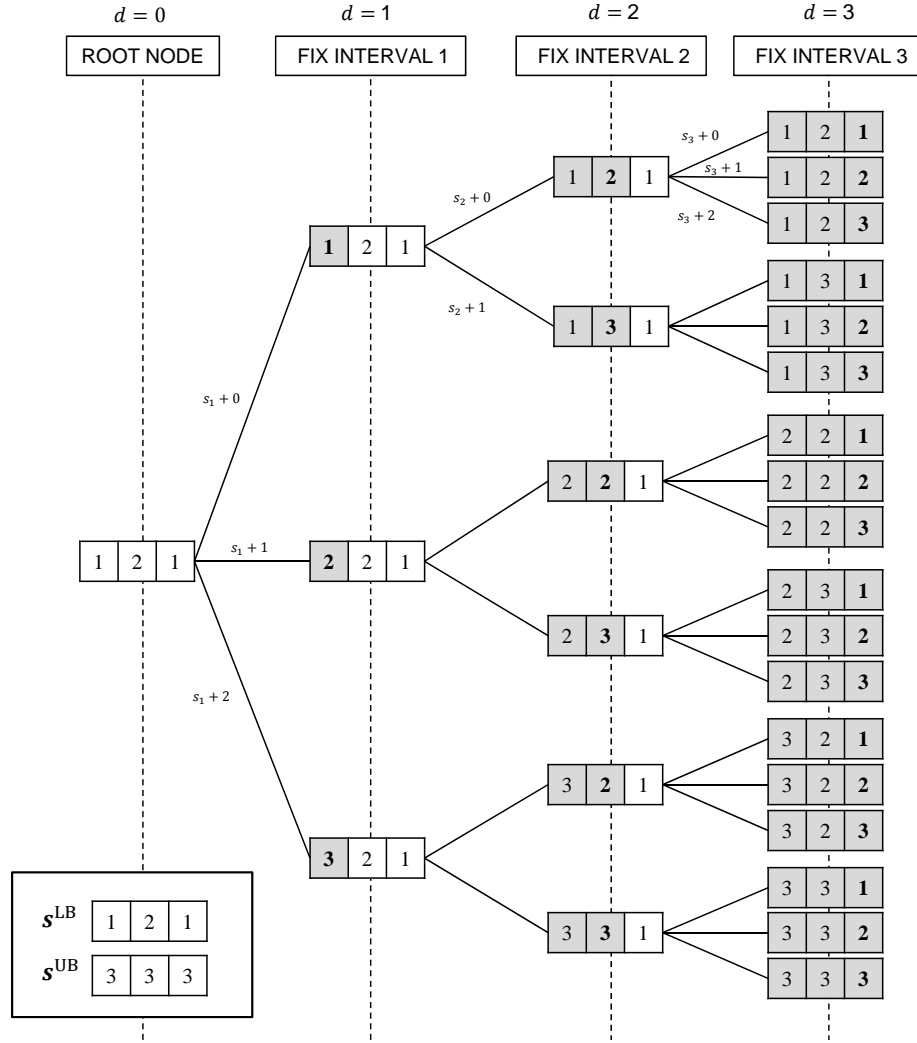 d = 0 d = 1 d = 2 d = 3
ROOT NODE FIX INTERVAL 1 FIX INTERVAL 2 FIX INTERVAL 3
s₃ + 0
1 2 1
s₃ + 1
1 2 1
1 2 2
s₂ + 0
s₃ + 2
1 2 3
1 2 1
1 3 1
s₂ + 1
1 3 1
1 3 2
1 3 3
s₁ + 0
2 2 1
2 2 1
2 2 2
2 2 3
s₁ + 1
1 2 1
2 2 1
2 3 1
2 3 1
2 3 2
2 3 3
s₁ + 2
3 2 1
3 2 1
3 2 2
3 2 3
3 2 1
3 3 1
sᴸᴮ 1 2 1
3 3 1
3 3 2
sᵁᴮ 3 3 3
3 3 3